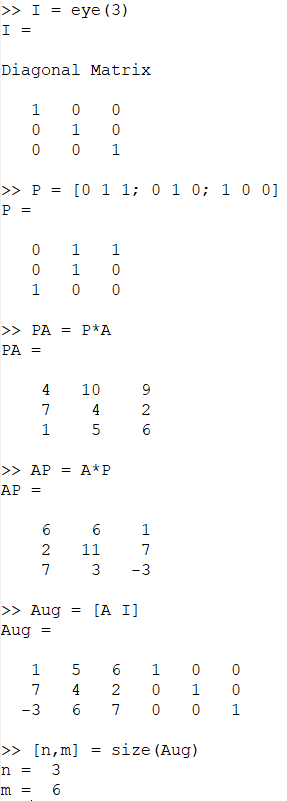 >> I = eye(3)
I =
Diagonal Matrix
1 0 0
0 1 0
0 0 1
>> P = [0 1 1; 0 1 0; 1 0 0]
P =
0 1 1
0 1 0
1 0 0
>> PA = P*A
PA =
4 10 9
7 4 2
1 5 6
>> AP = A*P
AP =
6 6 1
2 11 7
7 3 -3
>> Aug = [A I]
Aug =
1 5 6 1 0 0
7 4 2 0 1 0
-3 6 7 0 0 1
>> [n,m] = size(Aug)
n = 3
m = 6